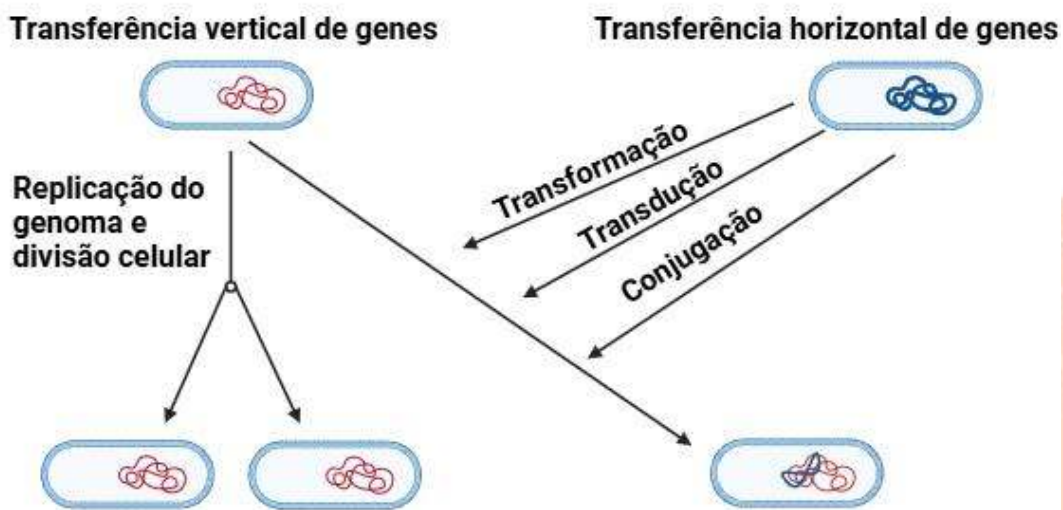 Transferência vertical de genes
Transferência horizontal de genes
Replicação do
genoma e
divisão celular
Transformação
Transdução
Conjugação